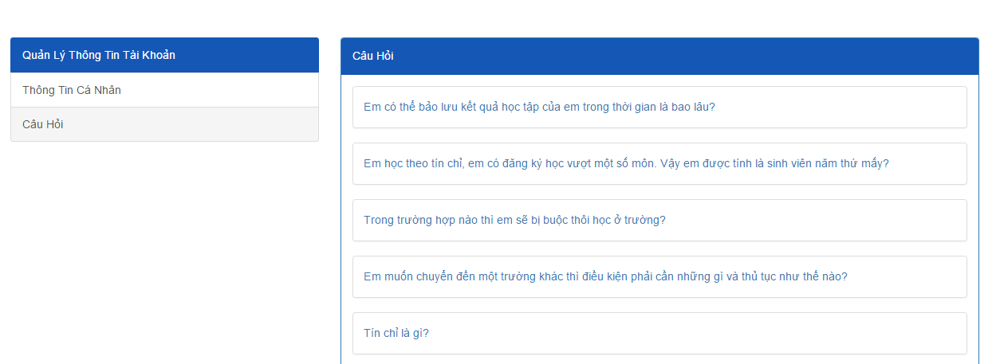 Quản Lý Thông Tin Tài Khoản
Thông Tin Cá Nhân
Câu Hỏi
Câu Hỏi
Em có thể bảo lưu kết quả học tập của em trong thời gian là bao lâu?
Em học theo tín chỉ, em có đăng ký học vượt một số môn. Vậy em được tính là sinh viên năm thứ mấy?
Trong trường hợp nào thì em sẽ bị buộc thôi học ở trường?
Em muốn chuyển đến một trường khác thì điều kiện phải cần những gì và thủ tục như thế nào?
Tín chỉ là gì?